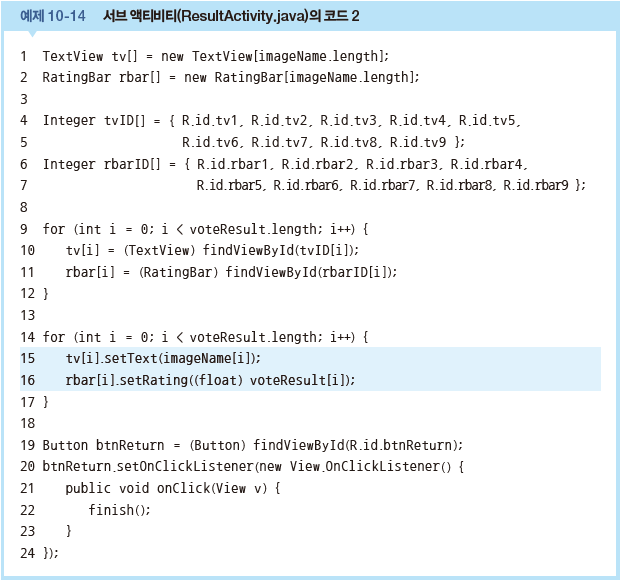 예제 10-14 서브 액티비티(ResultActivity.java)의 코드 2
1 TextView tv[] = new TextView[imageName.length];
2 RatingBar rbar[] = new RatingBar[imageName.length];
3
4 Integer tvID[] = { R.id.tv1, R.id.tv2, R.id.tv3, R.id.tv4, R.id.tv5,
5 R.id.tv6, R.id.tv7, R.id.tv8, R.id.tv9 };
6 Integer rbarID[] = { R.id.rbar1, R.id.rbar2, R.id.rbar3, R.id.rbar4,
7 R.id.rbar5, R.id.rbar6, R.id.rbar7, R.id.rbar8, R.id.rbar9 };
8
9 for (int i = 0; i < voteResult.length; i++) {
10 tv[i] = (TextView) findViewById(tvID[i]);
11 rbar[i] = (RatingBar) findViewById(rbarID[i]);
12 }
13
14 for (int i = 0; i < voteResult.length; i++) {
15 tv[i].setText(imageName[i]);
16 rbar[i].setRating((float) voteResult[i]);
17 }
18
19 Button btnReturn = (Button) findViewById(R.id.btnReturn);
20 btnReturn.setOnClickListener(new View.OnClickListener() {
21 public void onClick(View v) {
22 finish();
23 }
24 });